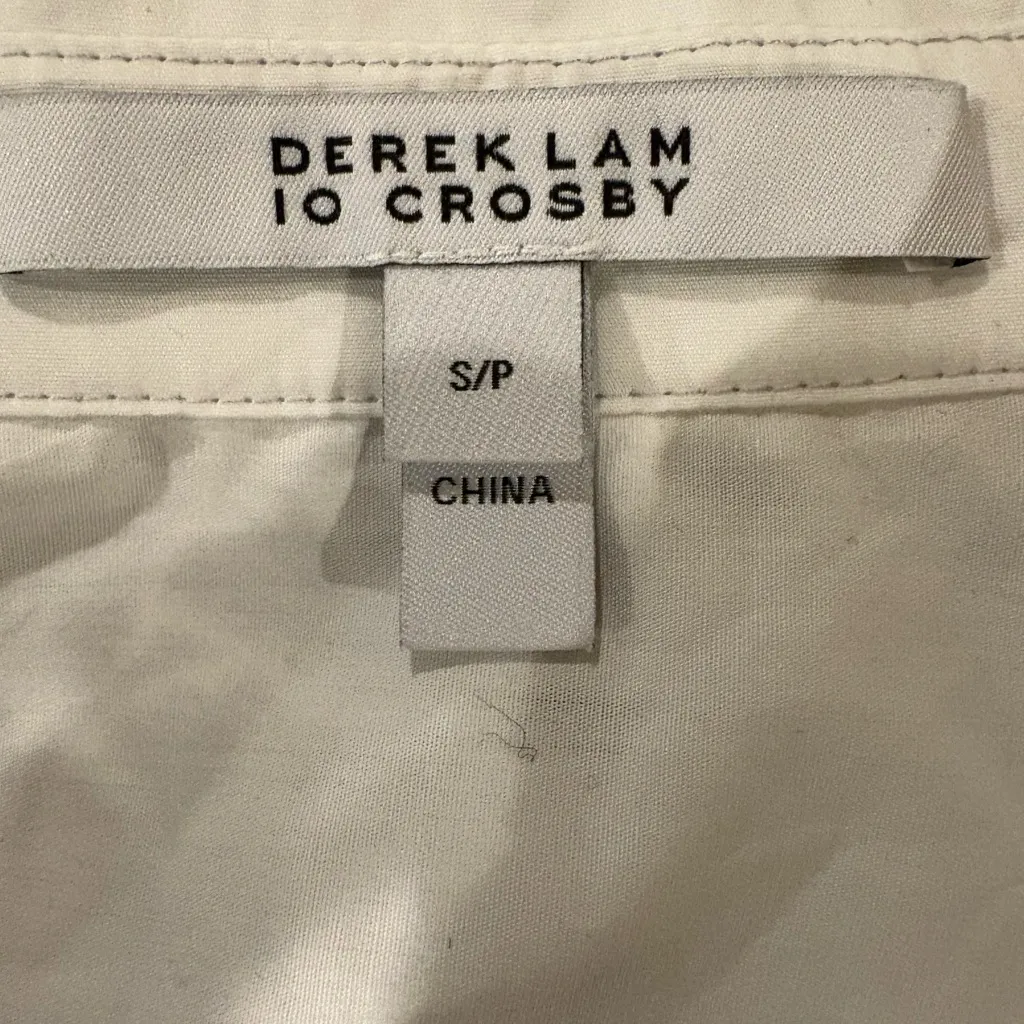 DEREK LAM
10 CROSBY
S/P
CHINA